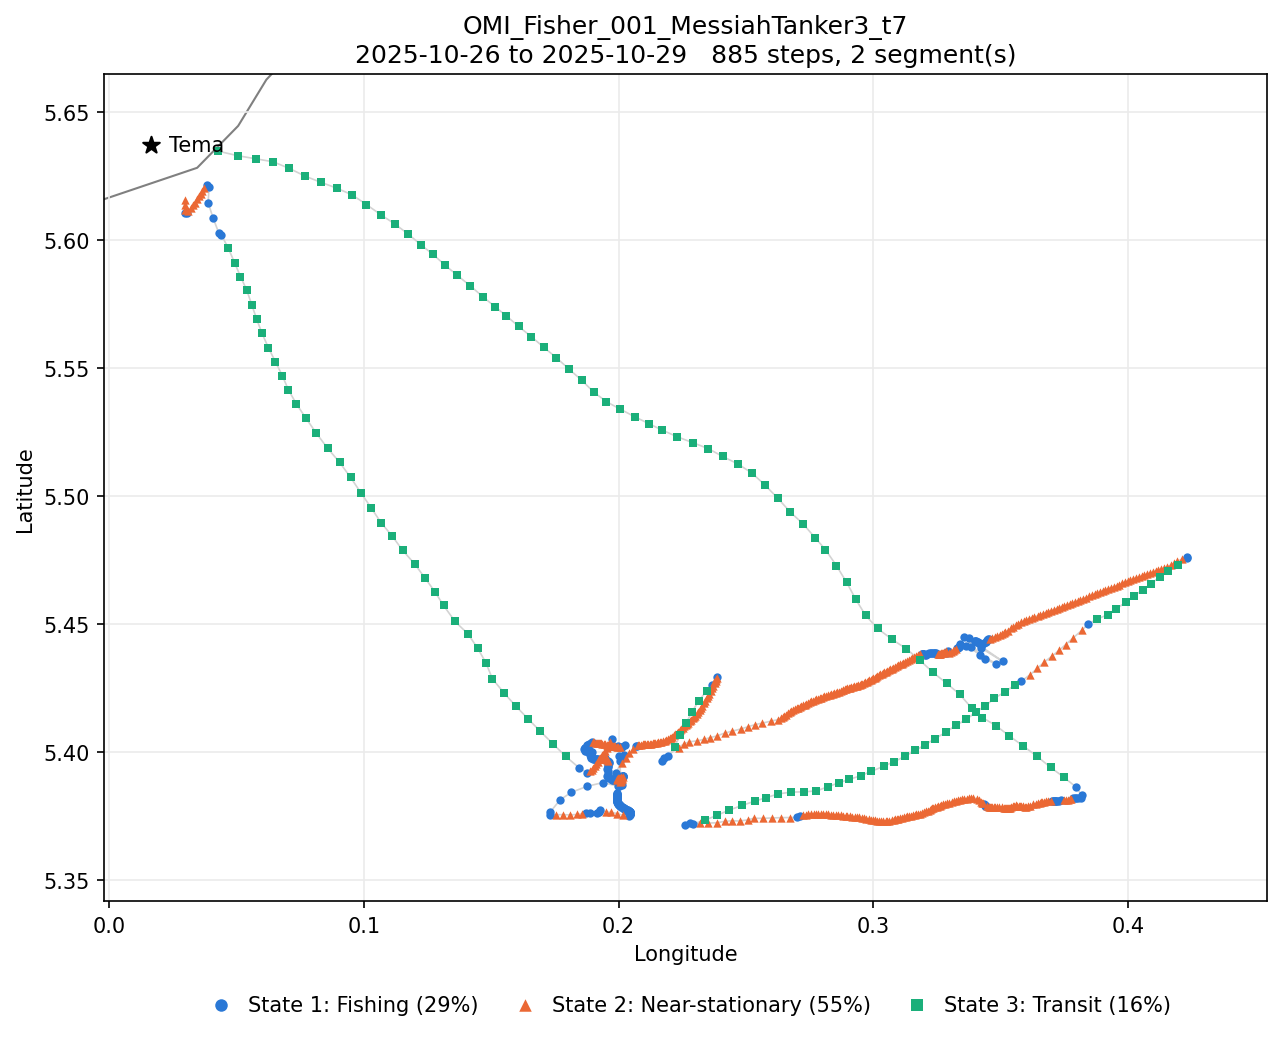 OMI_Fisher_001_MessiahTanker3_t7
2025-10-26 to 2025-10-29   885 steps, 2 segment(s)
5.65
5.60
5.55
5.50
5.45
5.40
5.35
Latitude
Tema
0.0
0.1
0.2
0.3
0.4
Longitude
State 1: Fishing (29%)
State 2: Near-stationary (55%)
State 3: Transit (16%)